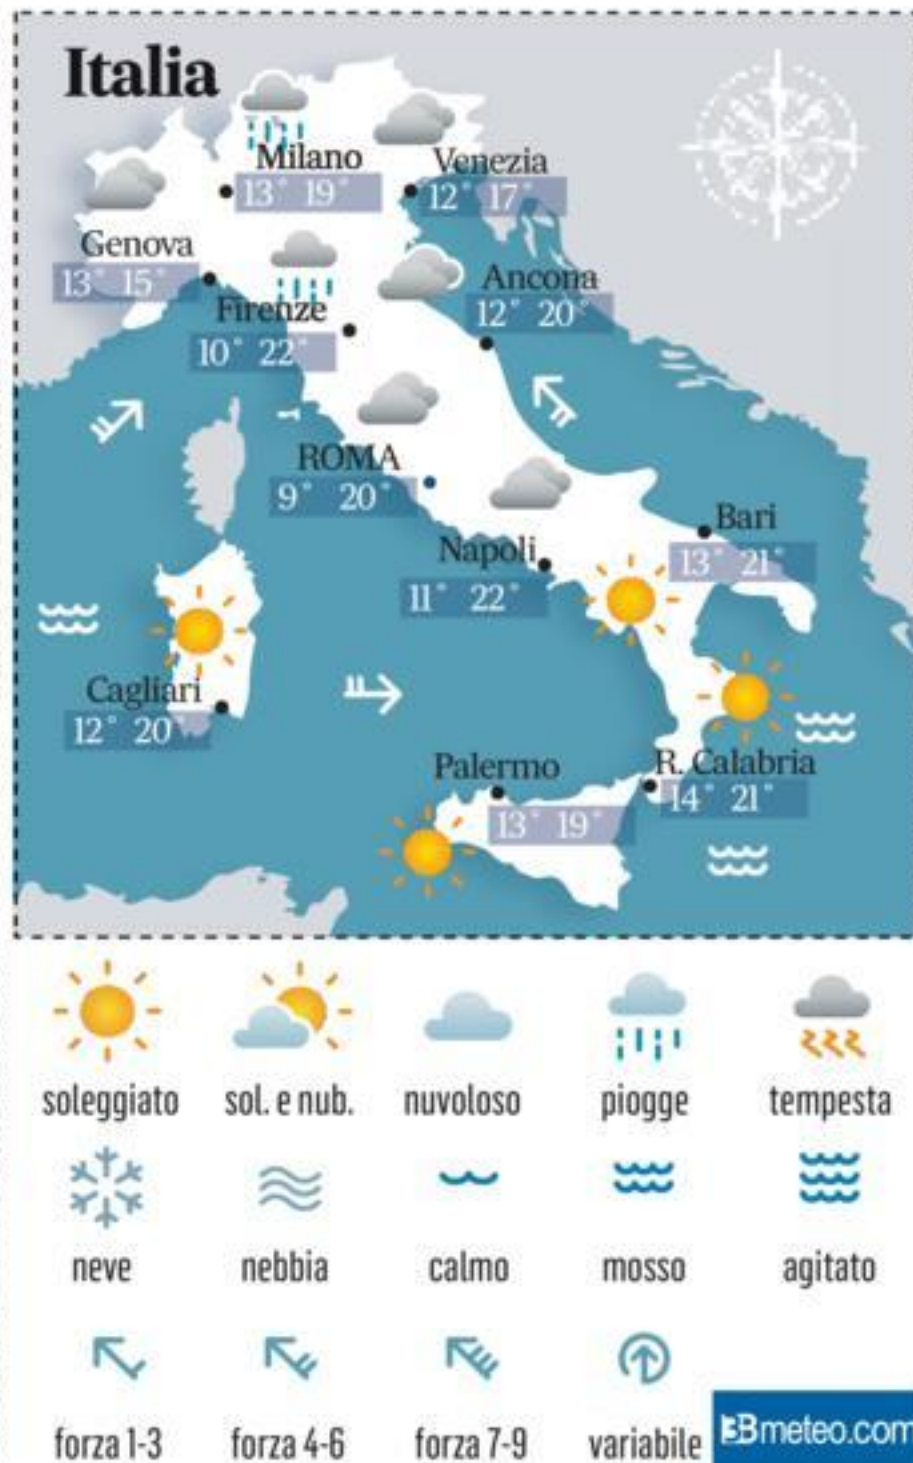 Italia
Milano
13° 19°
Venezia
12° 17°
Genova
13° 15°
Firenze
10° 22°
Ancona
12° 20°
ROMA
9° 20°
Napoli
11° 22°
Bari
13° 21°
Cagliari
12° 20°
Palermo
13° 19°
R. Calabria
14° 21°
soleggiato sol. e nub. nuvoloso piogge tempesta
neve nebbia calmo mosso agitato
forza 1-3 forza 4-6 forza 7-9 variabile
3Bmeteo.com